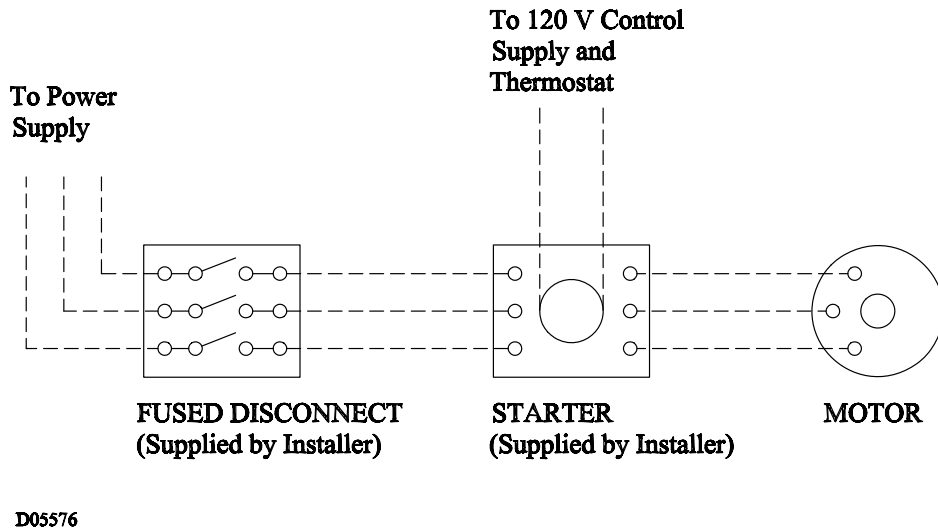 To 120 V Control
Supply and
Thermostat
To Power
Supply
FUSED DISCONNECT
(Supplied by Installer)
STARTER
(Supplied by Installer)
MOTOR
D05576